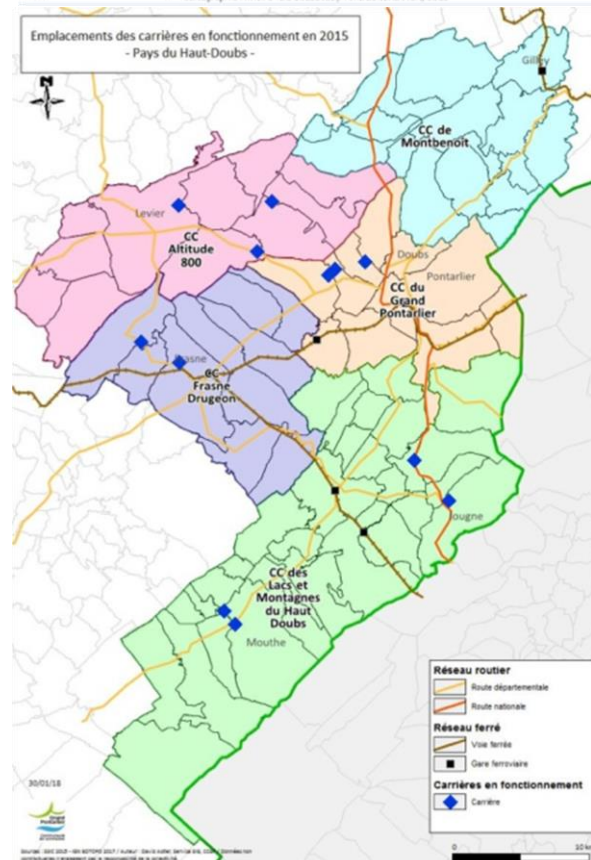 Emplacements des carrières en fonctionnement en 2015
- Pays du Haut-Doubs -
N
Gilley
CC de
Montbenoit
Levier
CC
Altitude
800
Doubs
Pontarlier
CC du
Grand
Pontarlier
Frasne
CC
Frasne
Drugeon
ougne
CC des
Lacs et
Montagnes
du Haut
Doubs
Mouthe
Réseau routier
Route départementale
Route nationale
Réseau ferré
Voie ferrée
Gare ferroviaire
Carrières en fonctionnement
Carrière
30/01/18
0 10